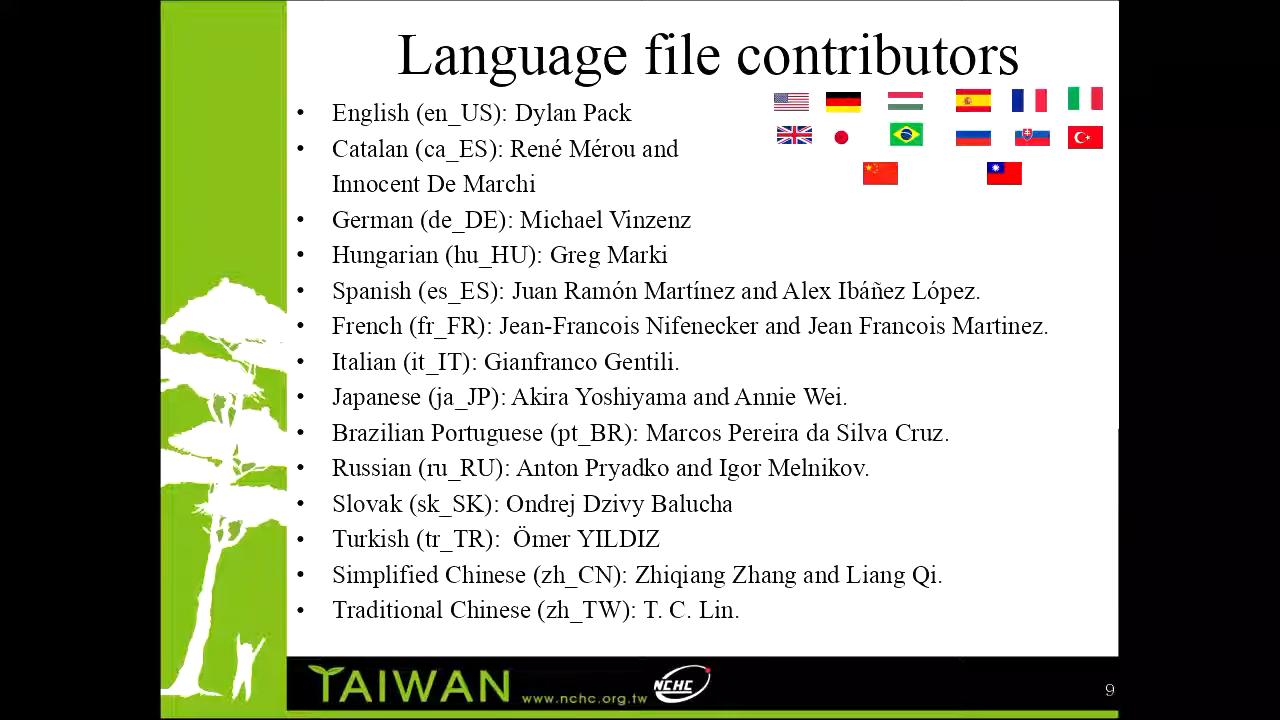 Language file contributors
• English (en_US): Dylan Pack
• Catalan (ca_ES): René Mérou and
Innocent De Marchi
• German (de_DE): Michael Vinzenz
• Hungarian (hu_HU): Greg Marki
• Spanish (es_ES): Juan Ramón Martínez and Alex Ibáñez López.
• French (fr_FR): Jean-Francois Nifenecker and Jean Francois Martinez.
• Italian (it_IT): Gianfranco Gentili.
• Japanese (ja_JP): Akira Yoshiyama and Annie Wei.
• Brazilian Portuguese (pt_BR): Marcos Pereira da Silva Cruz.
• Russian (ru_RU): Anton Pryadko and Igor Melnikov.
• Slovak (sk_SK): Ondrej Dzivy Balucha
• Turkish (tr_TR):  Ömer YILDIZ
• Simplified Chinese (zh_CN): Zhiqiang Zhang and Liang Qi.
• Traditional Chinese (zh_TW): T. C. Lin.
TAIWAN www.nchc.org.tw NCHC
9